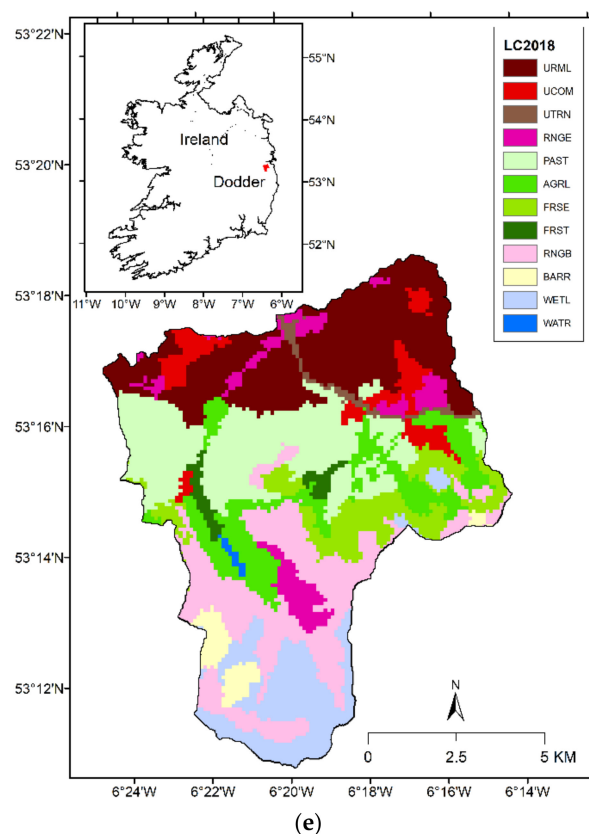 53°22'N
53°20'N
53°18'N
53°16'N
53°14'N
53°12'N
55°"N
54°"N
53°"N
52°"N
Ireland
Dodder
11°W
10°W
9°W
8°W
7°W
6°W
LC2018
URML
UCOM
UTRN
RNGE
PAST
AGRL
FRSE
FRST
RNGB
BARR
WETL
WATR
N
0
2.5
5 KM
6°24'W
6°22'W
6°20'W
6°18'W
6°16'W
6°14'W
(e)